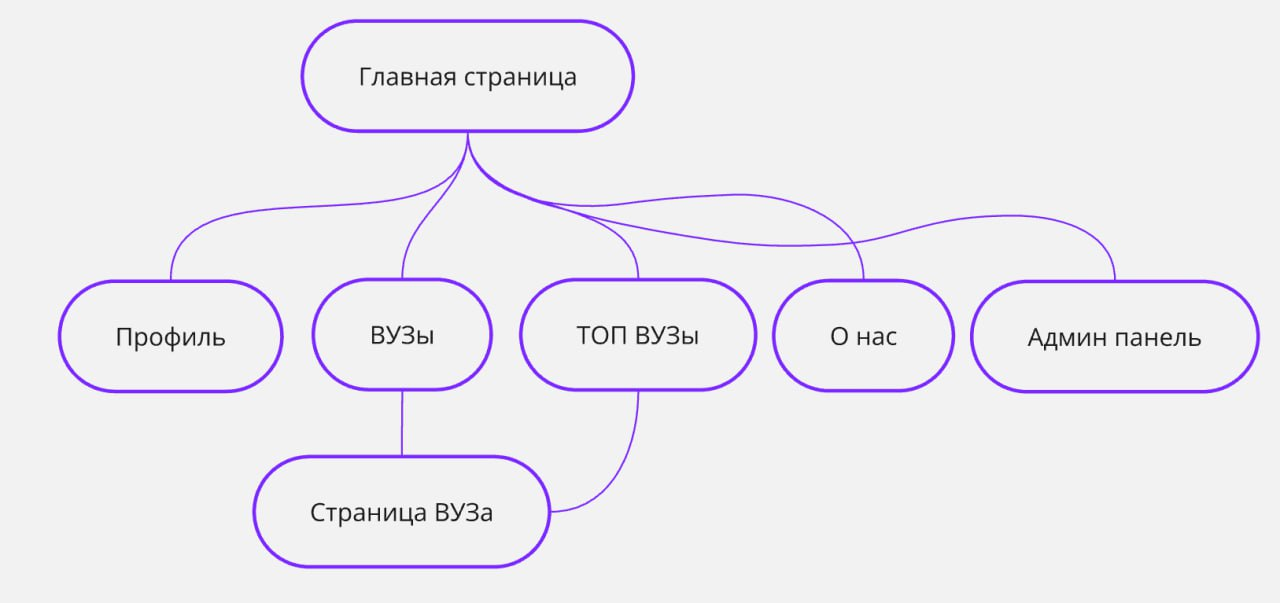 Главная страница
Профиль
ВУЗы
ТОП ВУЗы
О нас
Админ панель
Страница ВУЗа